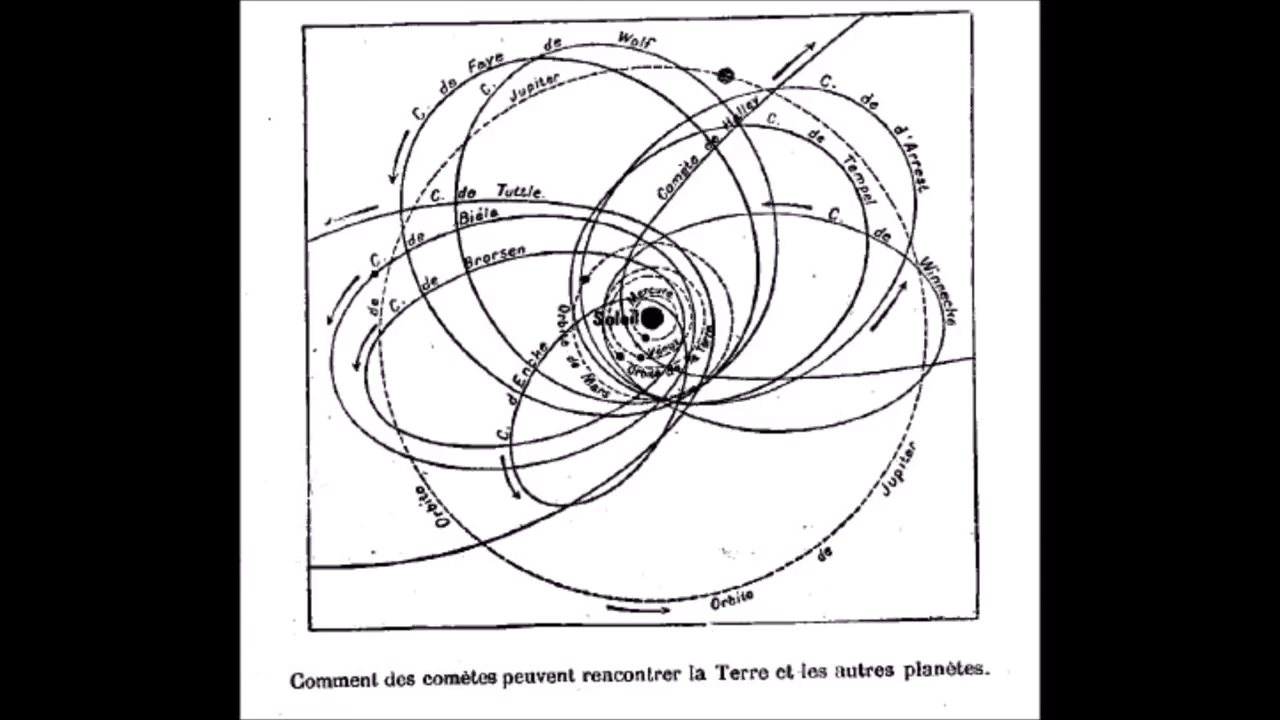 C. de Faye
C. de Wolf
Jupiter
Comète de Halley
C. de d'Arrest
C. de Tempel
C. de Tuttle.
C. de Biéla
C. de Brorsen
C. de Winnecke
Mercure
Soleil
Vénus
Orbite de la Terre
Orbite de Mars
C. d'Encke
Orbite de Jupiter
Orbite
Comment des comètes peuvent rencontrer la Terre et les autres planètes.